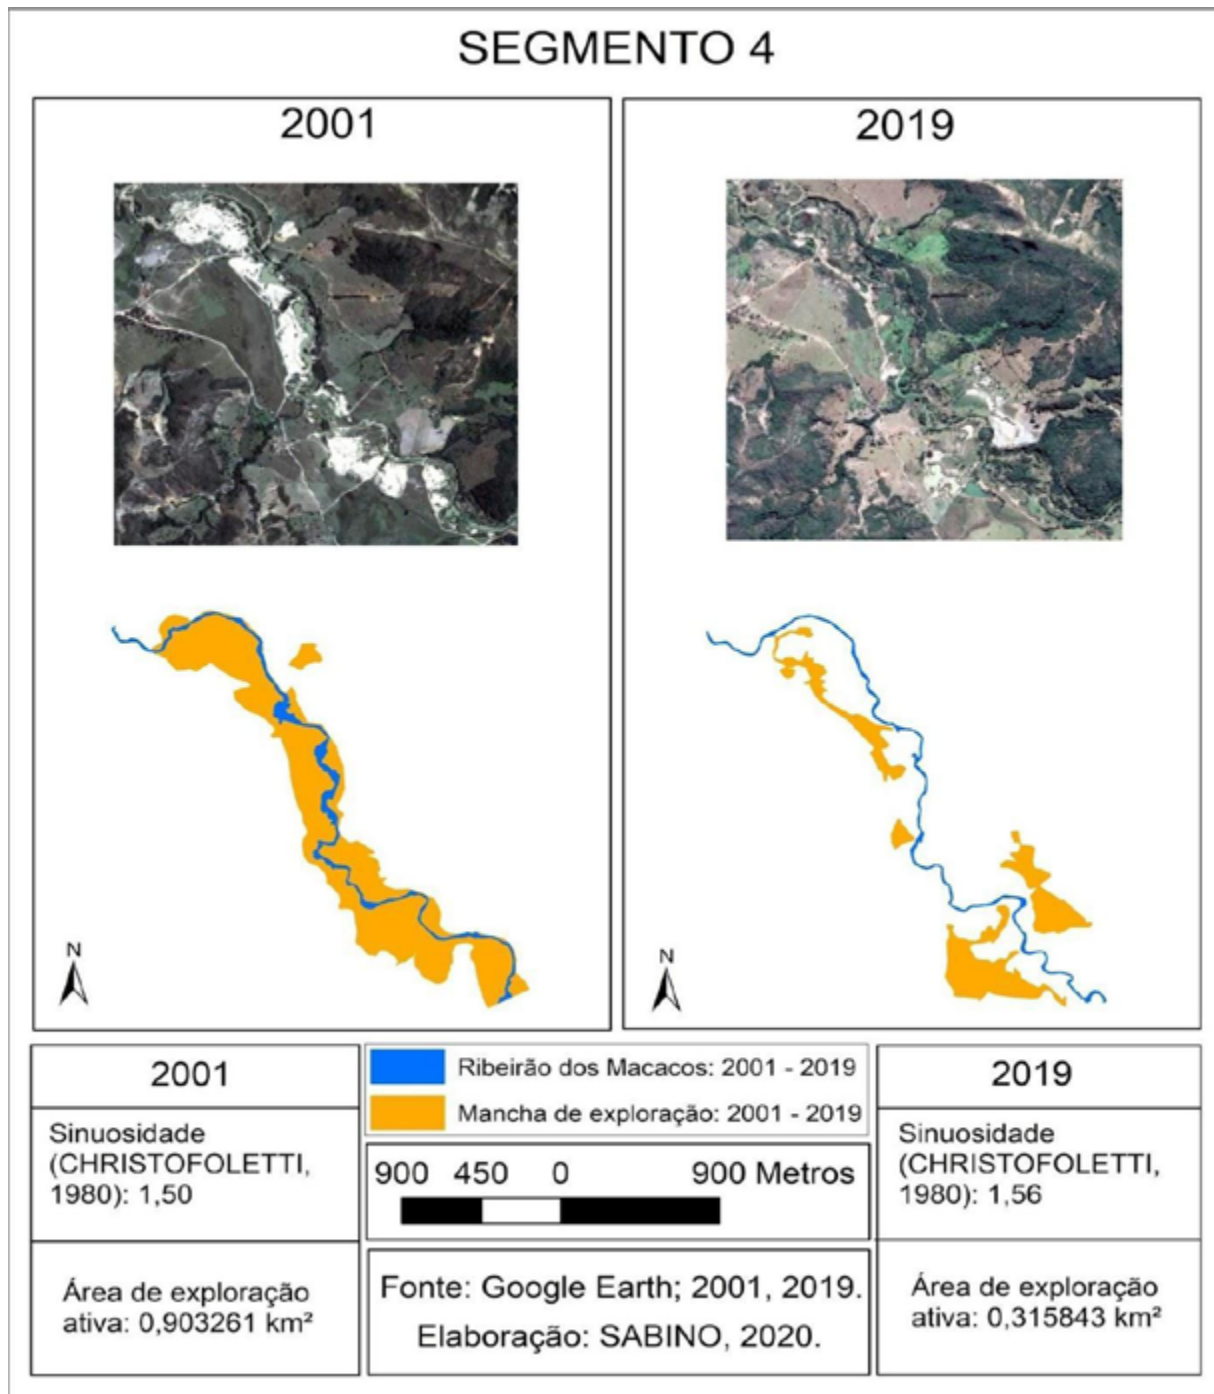 SEGMENTO 4
2001
2019
N
N
2001
Sinuosidade
(CHRISTOFOLETTI,
1980): 1,50
Área de exploração
ativa: 0,903261 km²
Ribeirão dos Macacos: 2001 - 2019
Mancha de exploração: 2001 - 2019
900 450 0 900 Metros
Fonte: Google Earth; 2001, 2019.
Elaboração: SABINO, 2020.
2019
Sinuosidade
(CHRISTOFOLETTI,
1980): 1,56
Área de exploração
ativa: 0,315843 km²